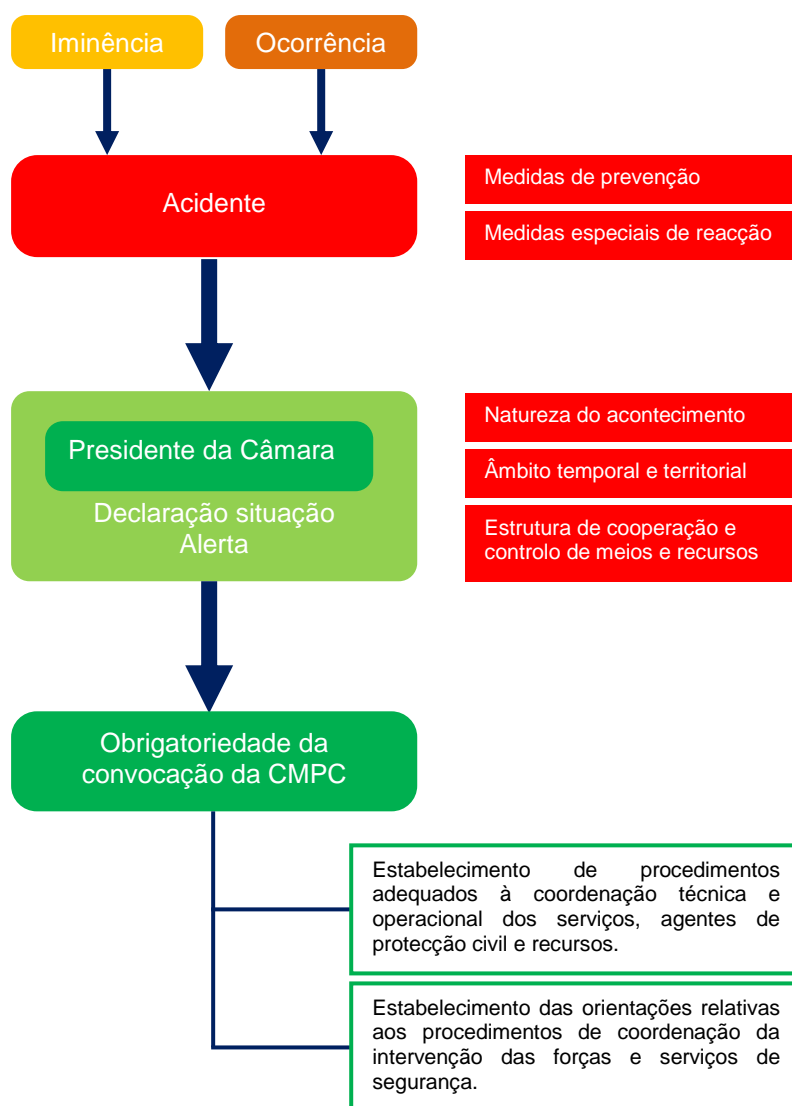 Iminência
Ocorrência
Acidente
Medidas de prevenção
Medidas especiais de reacção
Presidente da Câmara
Declaração situação
Alerta
Natureza do acontecimento
Âmbito temporal e territorial
Estrutura de cooperação e
controlo de meios e recursos
Obrigatoriedade da
convocação da CMPC
Estabelecimento de procedimentos
adequados à coordenação técnica e
operacional dos serviços, agentes de
protecção civil e recursos.
Estabelecimento das orientações relativas
aos procedimentos de coordenação da
intervenção das forças e serviços de
segurança.